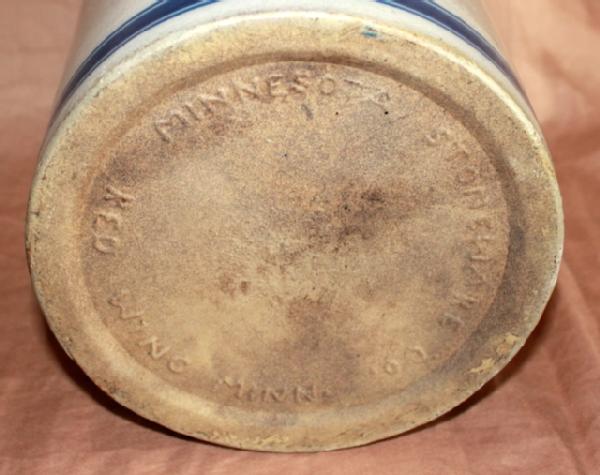 MINNESOTA STONEWARE CO.
RED WING MINN.